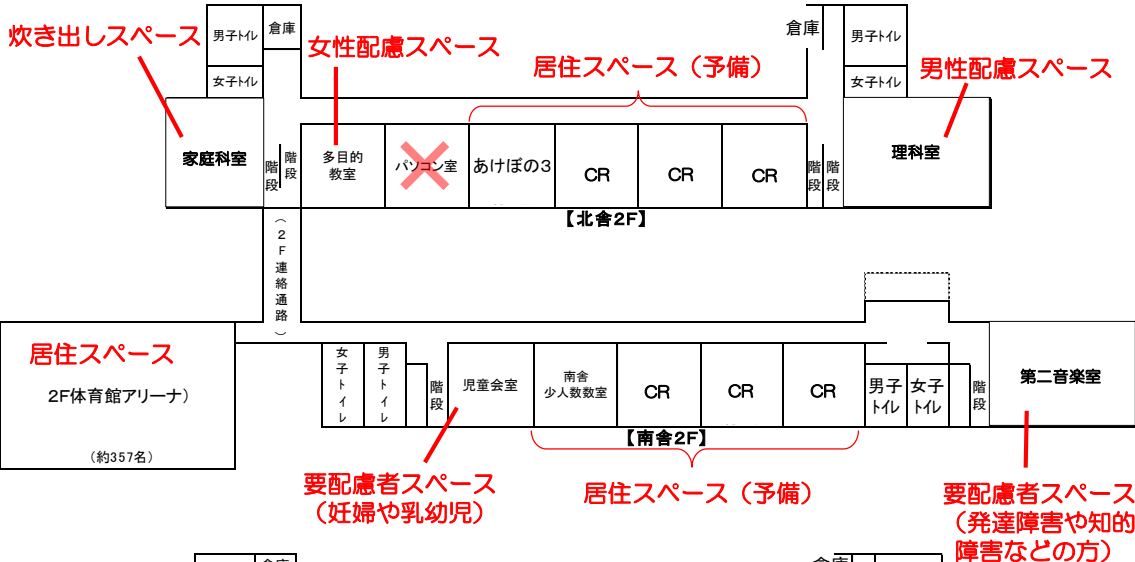 炊き出しスペース
男子トイレ
倉庫
女性配慮スペース
居住スペース（予備）
倉庫
男子トイレ
男性配慮スペース
女子トイレ
女子トイレ
家庭科室
階段
階段
多目的
教室
パソコン室
あけぼの3
CR
CR
CR
階段
階段
理科室
【北舎2F】
（2F連絡通路）
居住スペース
2F体育館アリーナ）
（約357名）
女子トイレ
男子トイレ
階段
児童会室
南舎
少人数教室
CR
CR
CR
男子
トイレ
女子
トイレ
階段
第二音楽室
【南舎2F】
要配慮者スペース
（妊婦や乳幼児）
居住スペース（予備）
要配慮者スペース
（発達障害や知的
障害などの方）
倉庫
倉庫